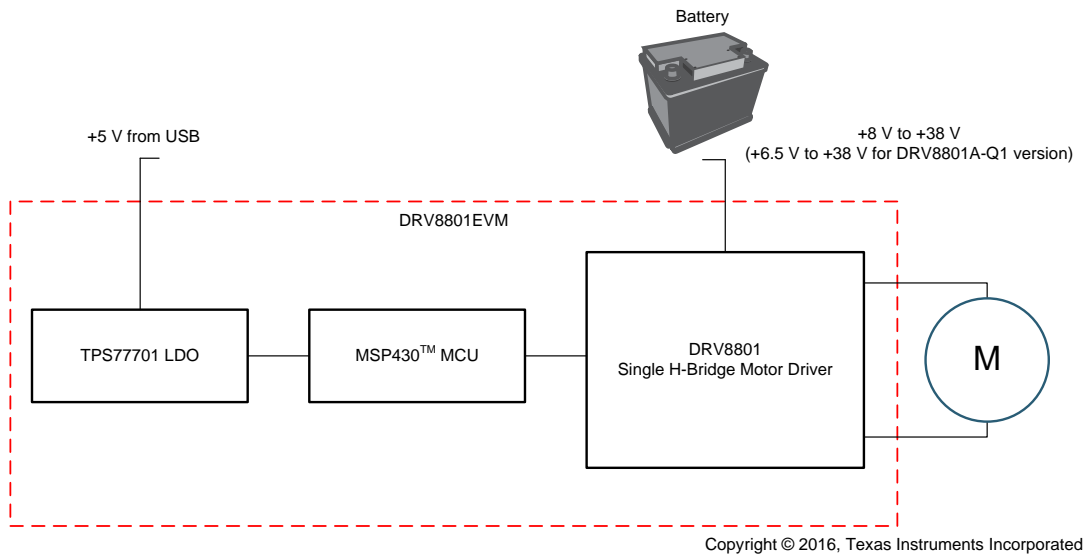 Battery
+5 V from USB
+8 V to +38 V
(+6.5 V to +38 V for DRV8801A-Q1 version)
DRV8801EVM
TPS77701 LDO
MSP430™ MCU
DRV8801
Single H-Bridge Motor Driver
M
Copyright © 2016, Texas Instruments Incorporated